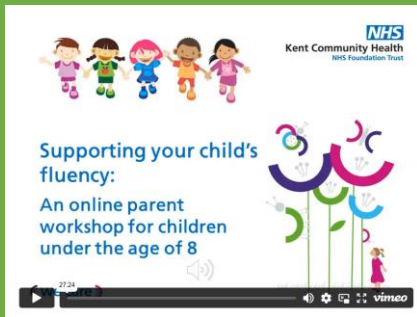 NHS
Kent Community Health
NHS Foundation Trust
Supporting your child's
fluency:
An online parent
workshop for children
under the age of 8
27:24
vimeo